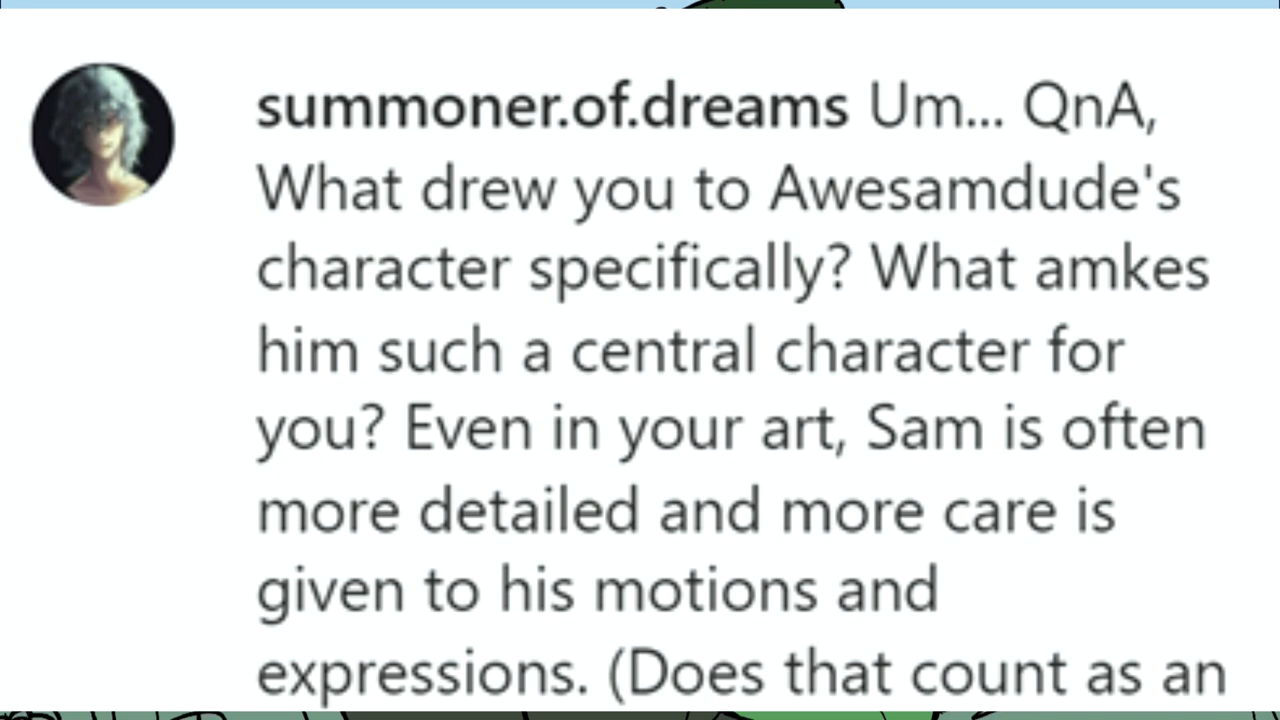 summoner.of.dreams Um... QnA,
What drew you to Awesamdude's
character specifically? What amkes
him such a central character for
you? Even in your art, Sam is often
more detailed and more care is
given to his motions and
expressions. (Does that count as an